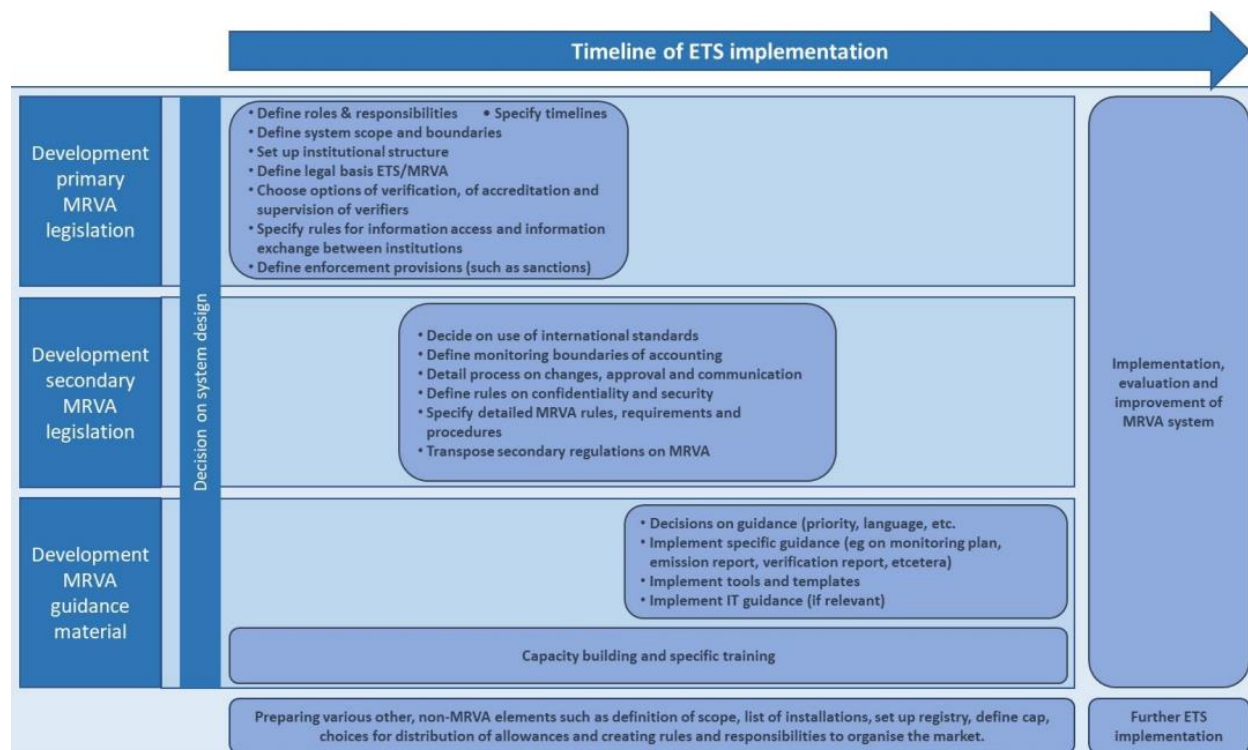 Timeline of ETS implementation
Development
primary
MRVA
legislation
Decision on system design
• Define roles & responsibilities • Specify timelines
• Define system scope and boundaries
• Set up institutional structure
• Define legal basis ETS/MRVA
• Choose options of verification, of accreditation and
supervision of verifiers
• Specify rules for information access and information
exchange between institutions
• Define enforcement provisions (such as sanctions)
Development
secondary
MRVA
legislation
• Decide on use of international standards
• Define monitoring boundaries of accounting
• Detail process on changes, approval and communication
• Define rules on confidentiality and security
• Specify detailed MRVA rules, requirements and
procedures
• Transpose secondary regulations on MRVA
Implementation,
evaluation and
improvement of
MRVA system
Development
MRVA
guidance
material
• Decisions on guidance (priority, language, etc.
• Implement specific guidance (eg on monitoring plan,
emission report, verification report, etcetera)
• Implement tools and templates
• Implement IT guidance (if relevant)
Capacity building and specific training
Preparing various other, non-MRVA elements such as definition of scope, list of installations, set up registry, define cap,
choices for distribution of allowances and creating rules and responsibilities to organise the market.
Further ETS
implementation